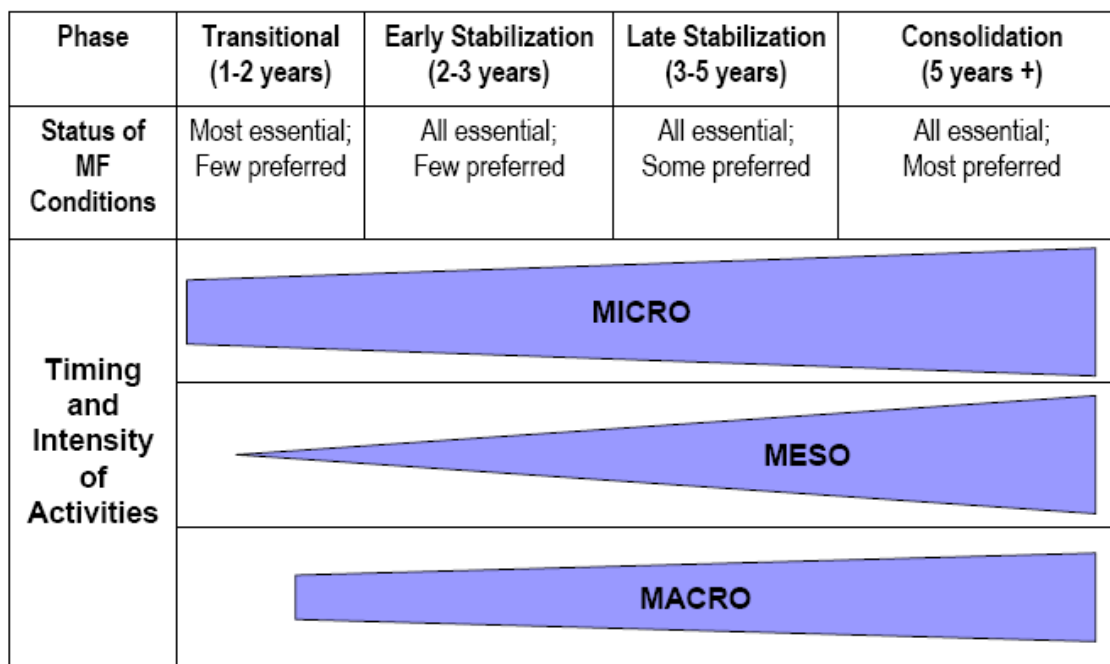 Phase
Transitional
(1-2 years)
Early Stabilization
(2-3 years)
Late Stabilization
(3-5 years)
Consolidation
(5 years +)
Status of
MF
Conditions
Most essential;
Few preferred
All essential;
Few preferred
All essential;
Some preferred
All essential;
Most preferred
Timing
and
Intensity
of
Activities
MICRO
MESO
MACRO